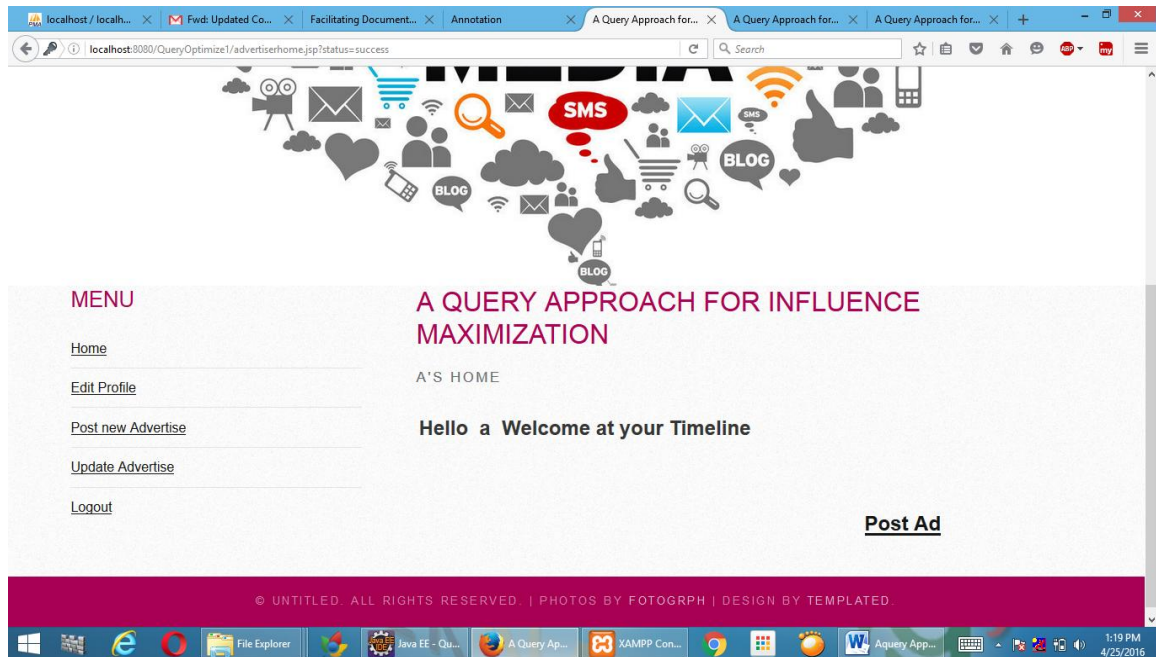 localhost / localh...
Fwd: Updated Co...
Facilitating Document...
Annotation
A Query Approach for...
A Query Approach for...
A Query Approach for...
localhost:8080/QueryOptimize1/advertiserhome.jsp?status=success
Search
ABP
my
MEDIA
SMS
SMS
BLOG
BLOG
BLOG
MENU
Home
Edit Profile
Post new Advertise
Update Advertise
Logout
A QUERY APPROACH FOR INFLUENCE
MAXIMIZATION
A'S HOME
Hello a Welcome at your Timeline
Post Ad
© UNTITLED. ALL RIGHTS RESERVED. | PHOTOS BY FOTOGRPH | DESIGN BY TEMPLATED.
File Explorer
Java EE - Qu...
A Query Ap...
XAMPP Con...
Aquery App...
1:19 PM
4/25/2016